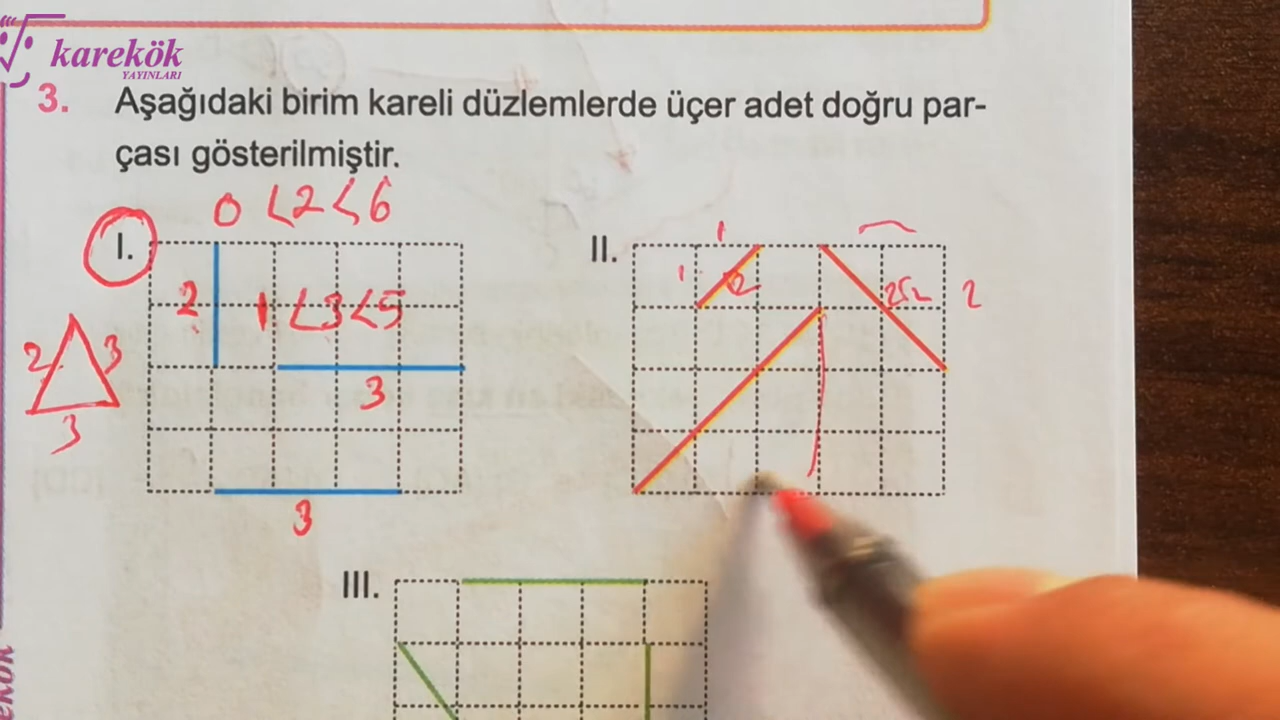 karekök
YAYINLARI
3. Aşağıdaki birim kareli düzlemlerde üçer adet doğru par-
çası gösterilmiştir.
0 < 2 < 6
I.
2
1 < 3 < 5
3
3
2 3
3
II.
1
1
2√2 2
III.